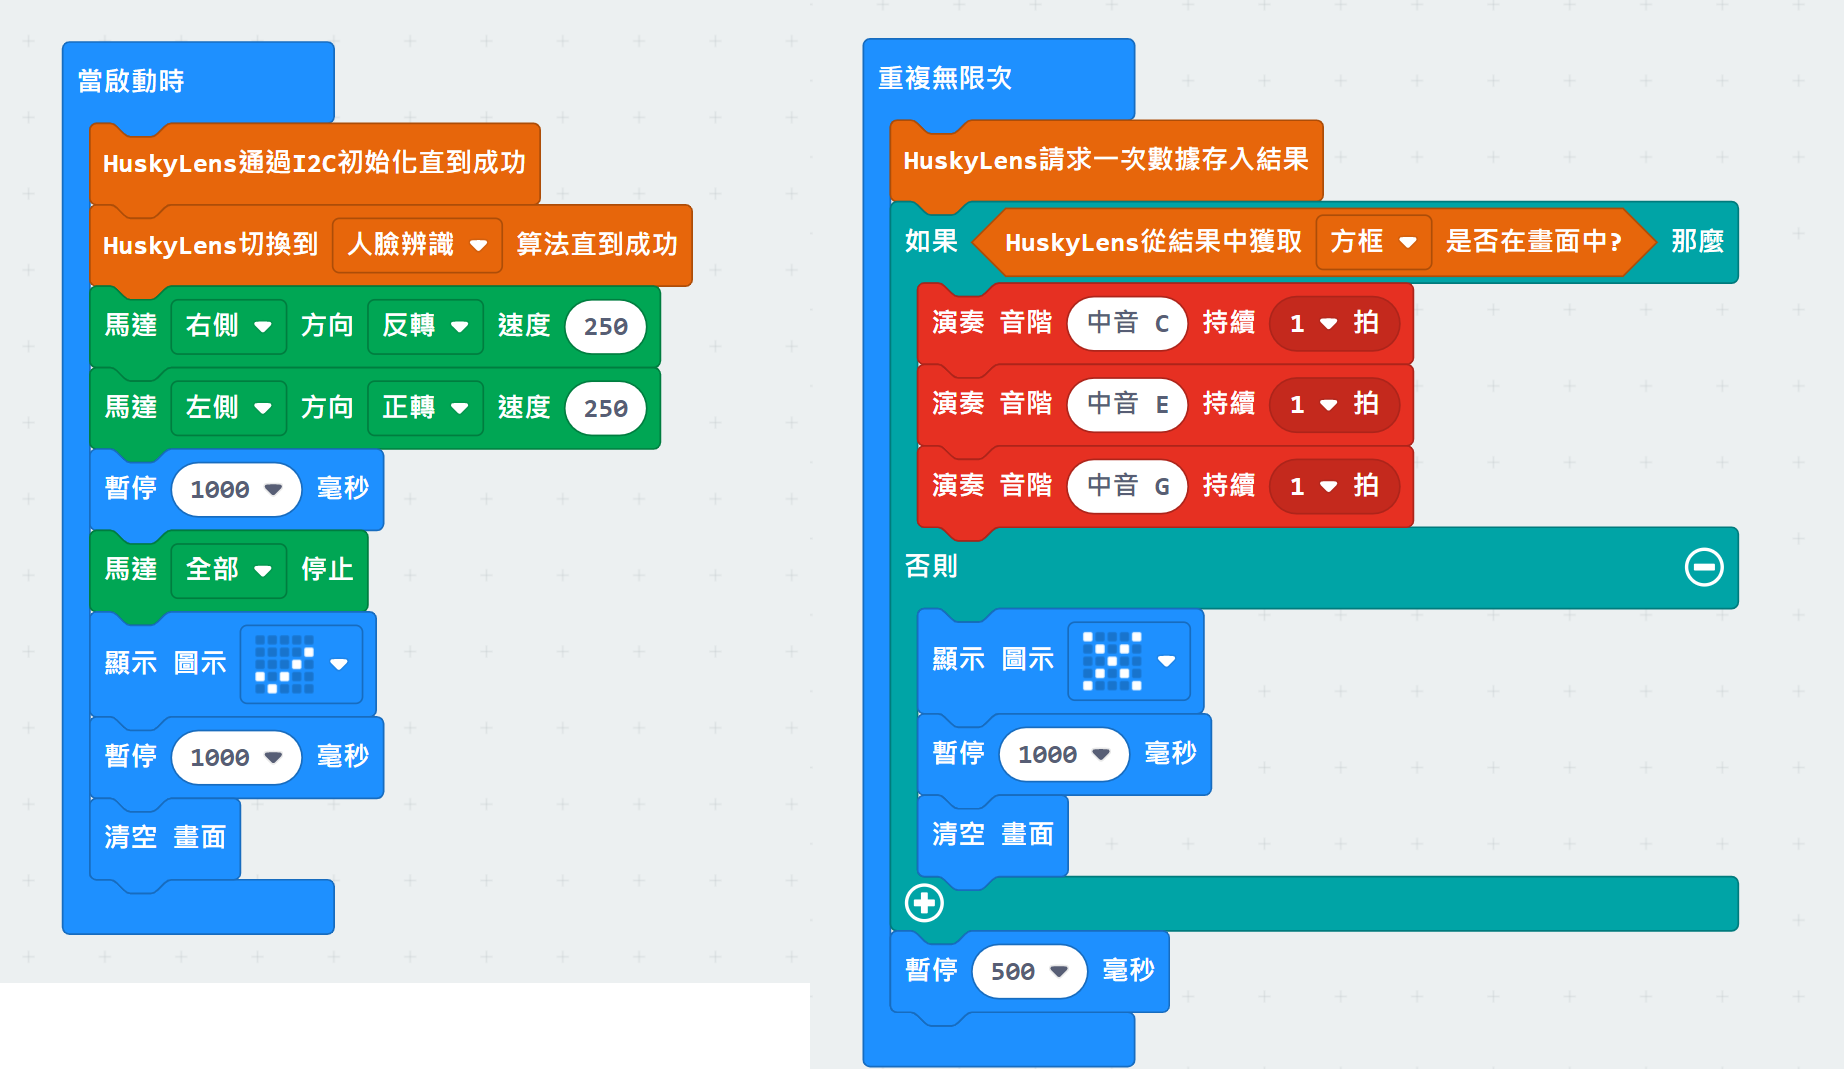 當啟動時
HuskyLens通過I2C初始化直到成功
HuskyLens切換到 人臉辨識 算法直到成功
馬達 右側 方向 反轉 速度 250
馬達 左側 方向 正轉 速度 250
暫停 1000 毫秒
馬達 全部 停止
顯示 圖示
暫停 1000 毫秒
清空 畫面
重複無限次
HuskyLens請求一次數據存入結果
如果 HuskyLens從結果中獲取 方框 是否在畫面中? 那麼
演奏 音階 中音 C 持續 1 拍
演奏 音階 中音 E 持續 1 拍
演奏 音階 中音 G 持續 1 拍
否則
顯示 圖示
暫停 1000 毫秒
清空 畫面
暫停 500 毫秒